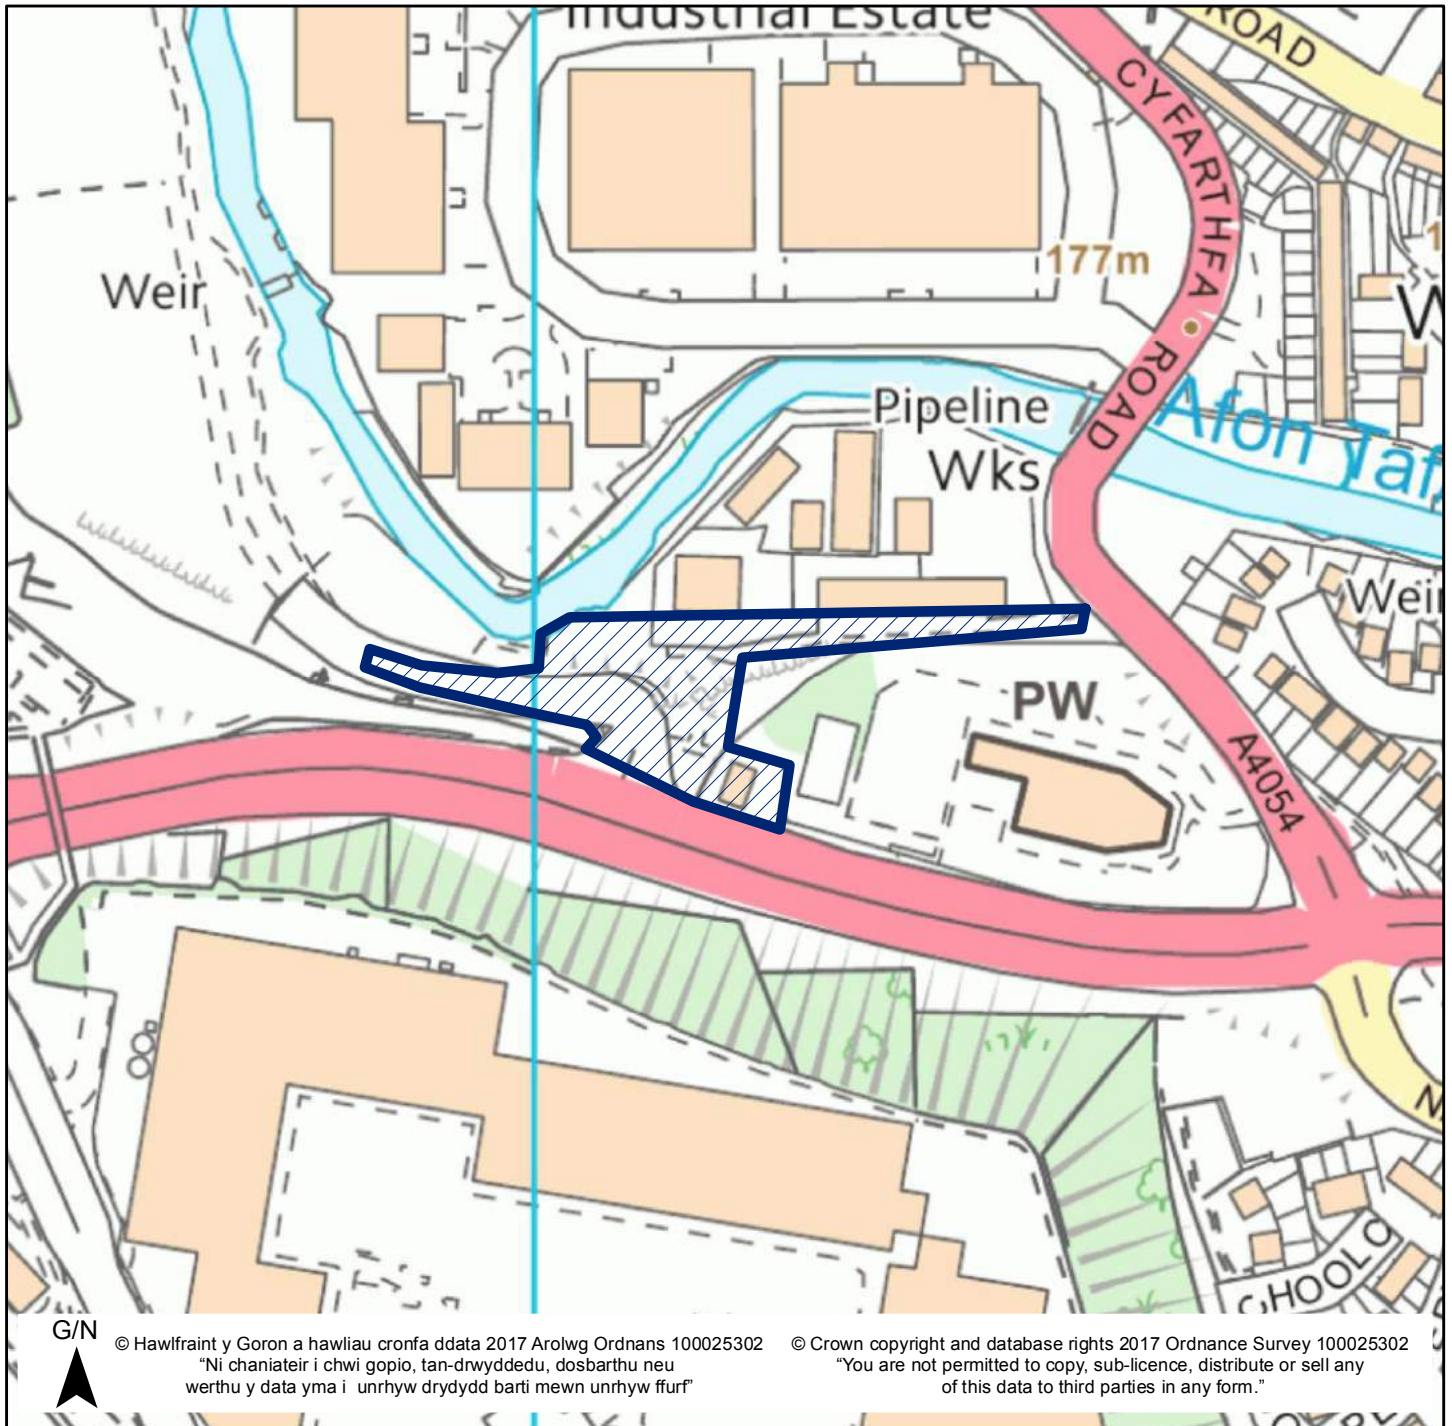 Industrial Estate
ROAD
CYFARTHFA ROAD
177m
Weir
Pipeline
Wks
Afon Taf
Weir
PW
A4054
G/N
© Hawlfraint y Goron a hawliau cronfa ddata 2017 Arolwg Ordnans 100025302
“Ni chaniateir i chwi gopio, tan-drwyddedu, dosbarthu neu
werthu y data yma i unrhyw drydydd barti mewn unrhyw ffurf”
© Crown copyright and database rights 2017 Ordnance Survey 100025302
“You are not permitted to copy, sub-licence, distribute or sell any
of this data to third parties in any form.”